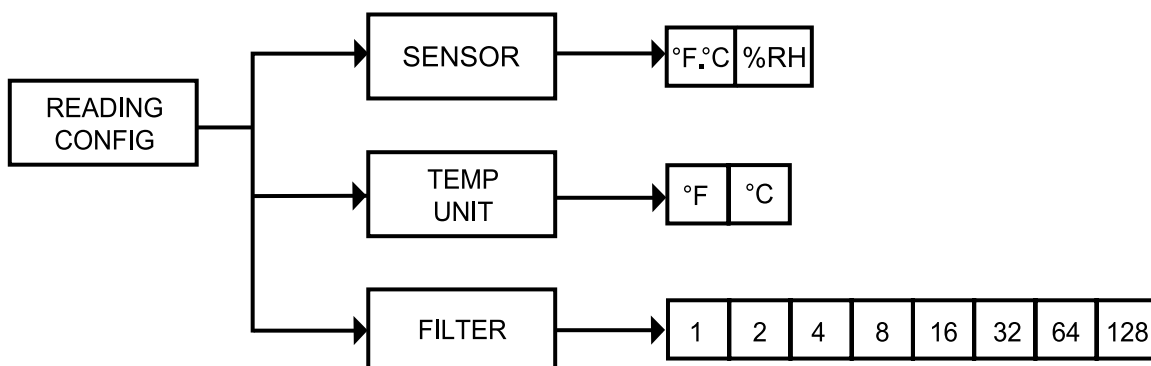 READING
CONFIG
SENSOR
°F.°C %RH
TEMP
UNIT
°F °C
FILTER
1 2 4 8 16 32 64 128